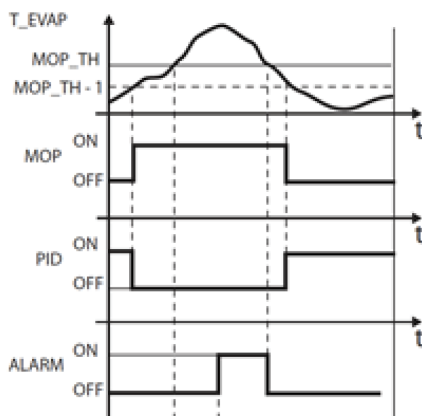 T_EVAP
MOP_TH
MOP_TH - 1
t
ON
MOP
OFF
t
ON
PID
OFF
t
ON
ALARM
OFF